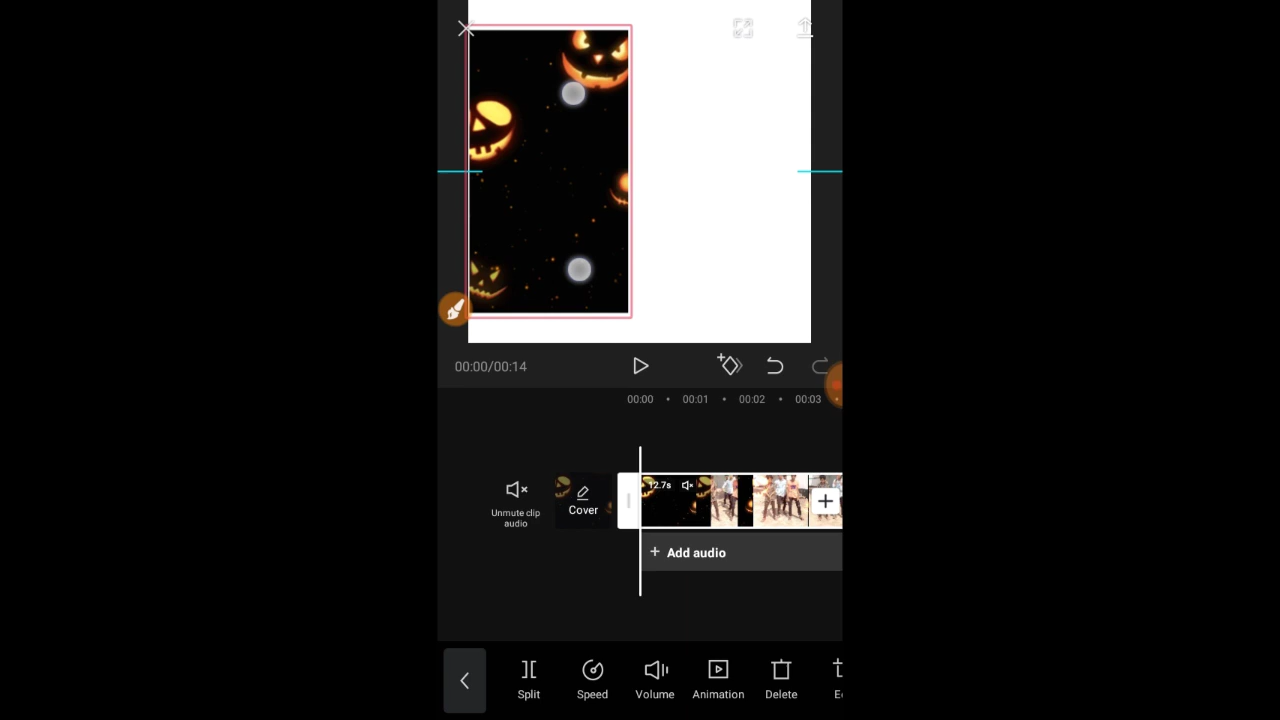 00:00/00:14
00:00 • 00:01 • 00:02 • 00:03 •
12.7s
Unmute clip
audio
Cover
+ Add audio
Split Speed Volume Animation Delete